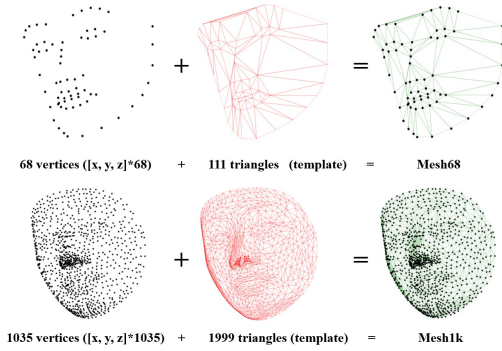 + =
68 vertices ([x, y, z]*68) + 111 triangles (template) = Mesh68
+ =
1035 vertices ([x, y, z]*1035) + 1999 triangles (template) = Mesh1k